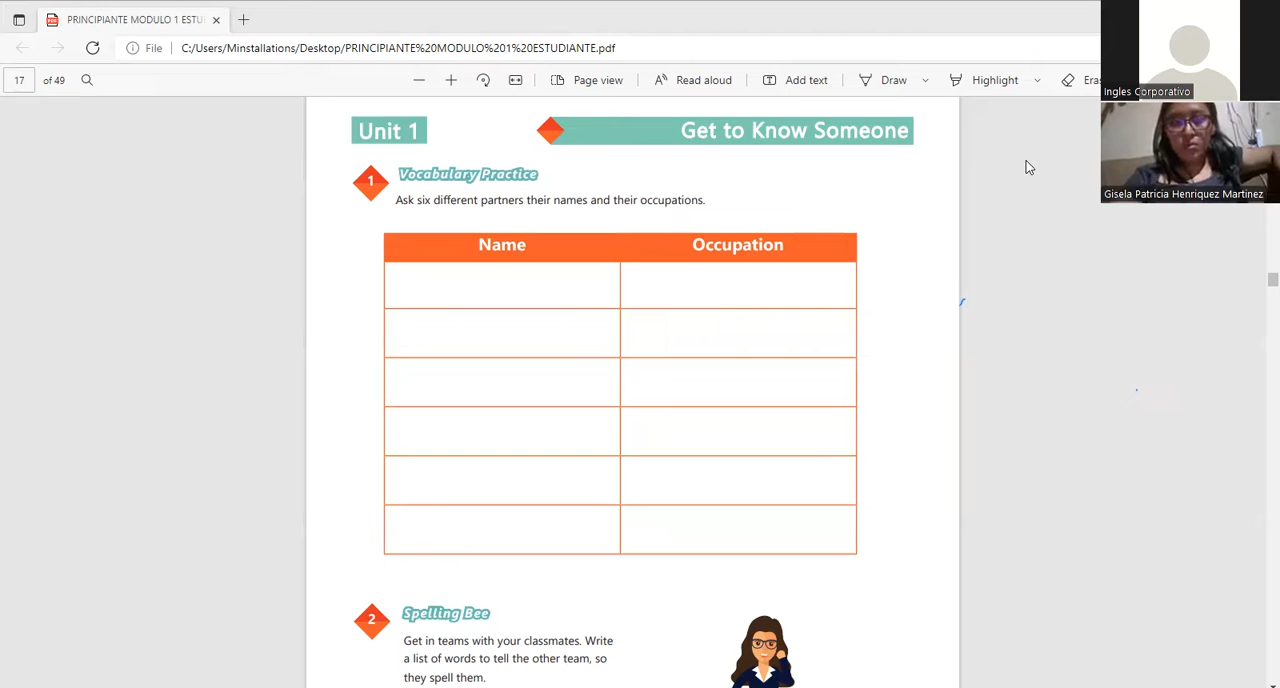 PRINCIPIANTE MODULO 1 ESTU
File C:/Users/Minstallations/Desktop/PRINCIPIANTE%20MODULO%201%20ESTUDIANTE.pdf
17 of 49 Page view Read aloud Add text Draw Highlight Eras
Ingles Corporativo
Gisela Patricia Henriquez Martinez
Unit 1 Get to Know Someone
1 Vocabulary Practice
Ask six different partners their names and their occupations.
Name Occupation
2 Spelling Bee
Get in teams with your classmates. Write
a list of words to tell the other team, so
they spell them.